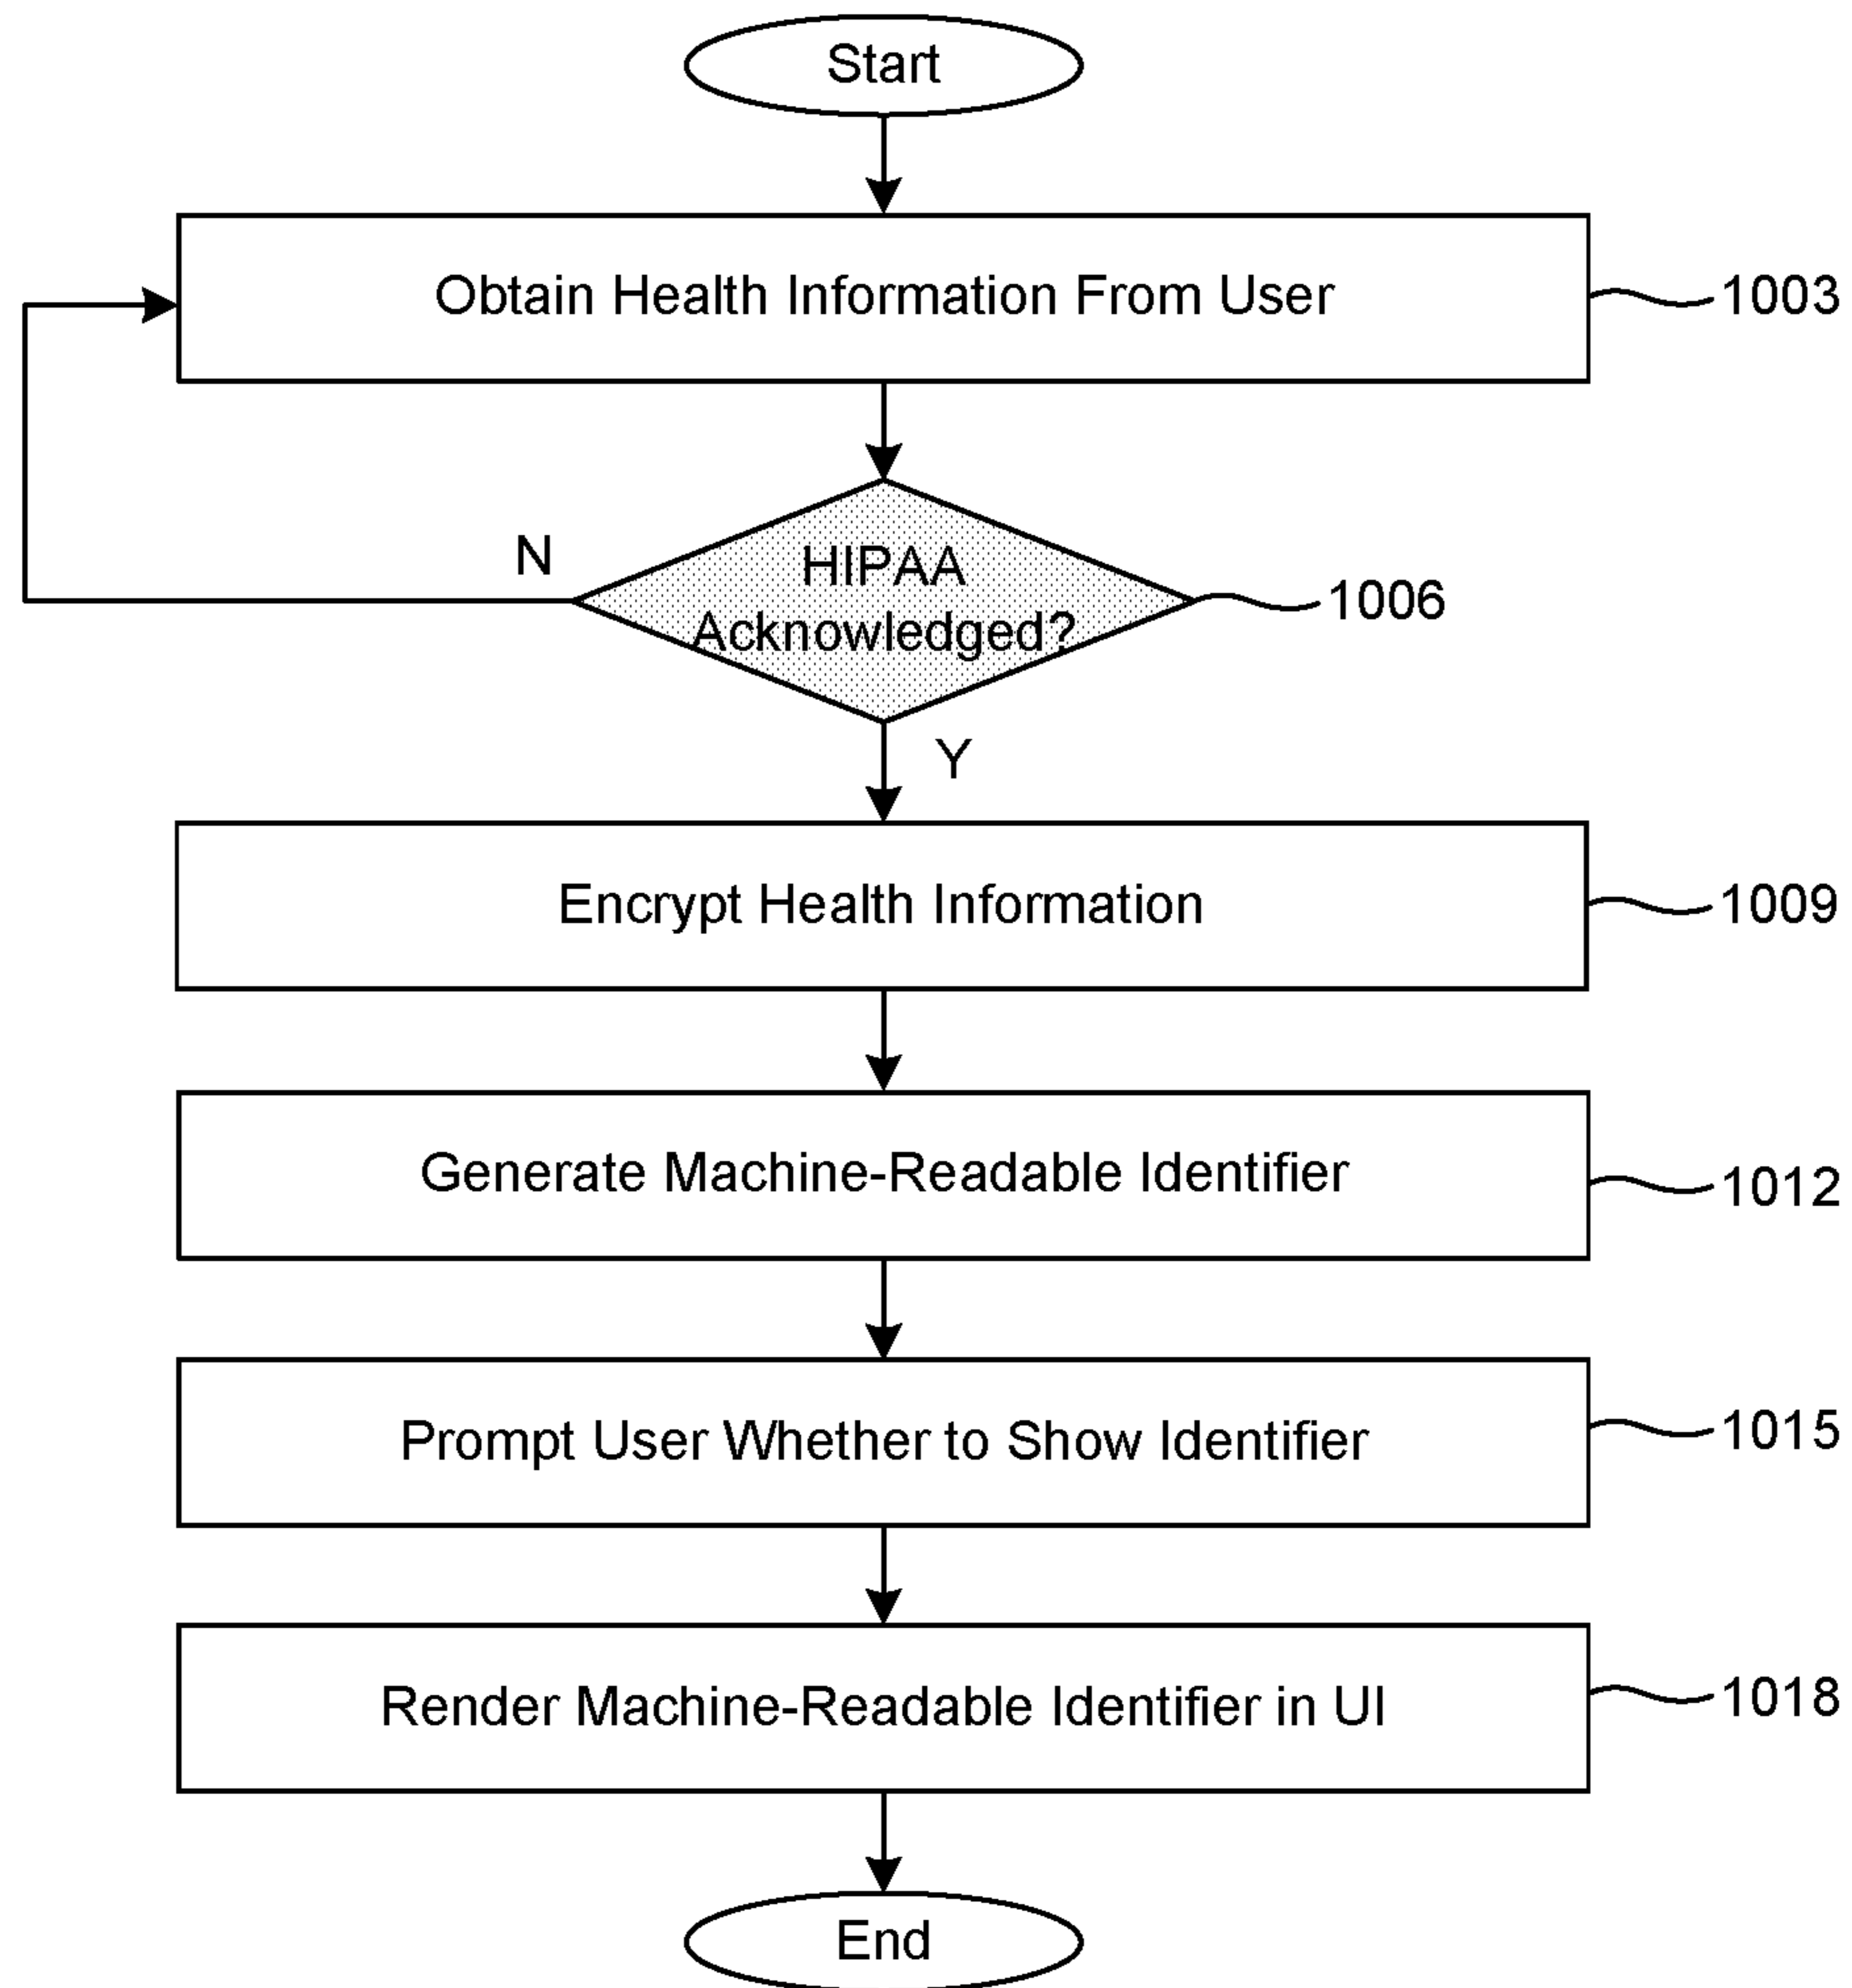 Start
Obtain Health Information From User
1003
N
HIPAA
Acknowledged?
1006
Y
Encrypt Health Information
1009
Generate Machine-Readable Identifier
1012
Prompt User Whether to Show Identifier
1015
Render Machine-Readable Identifier in UI
1018
End